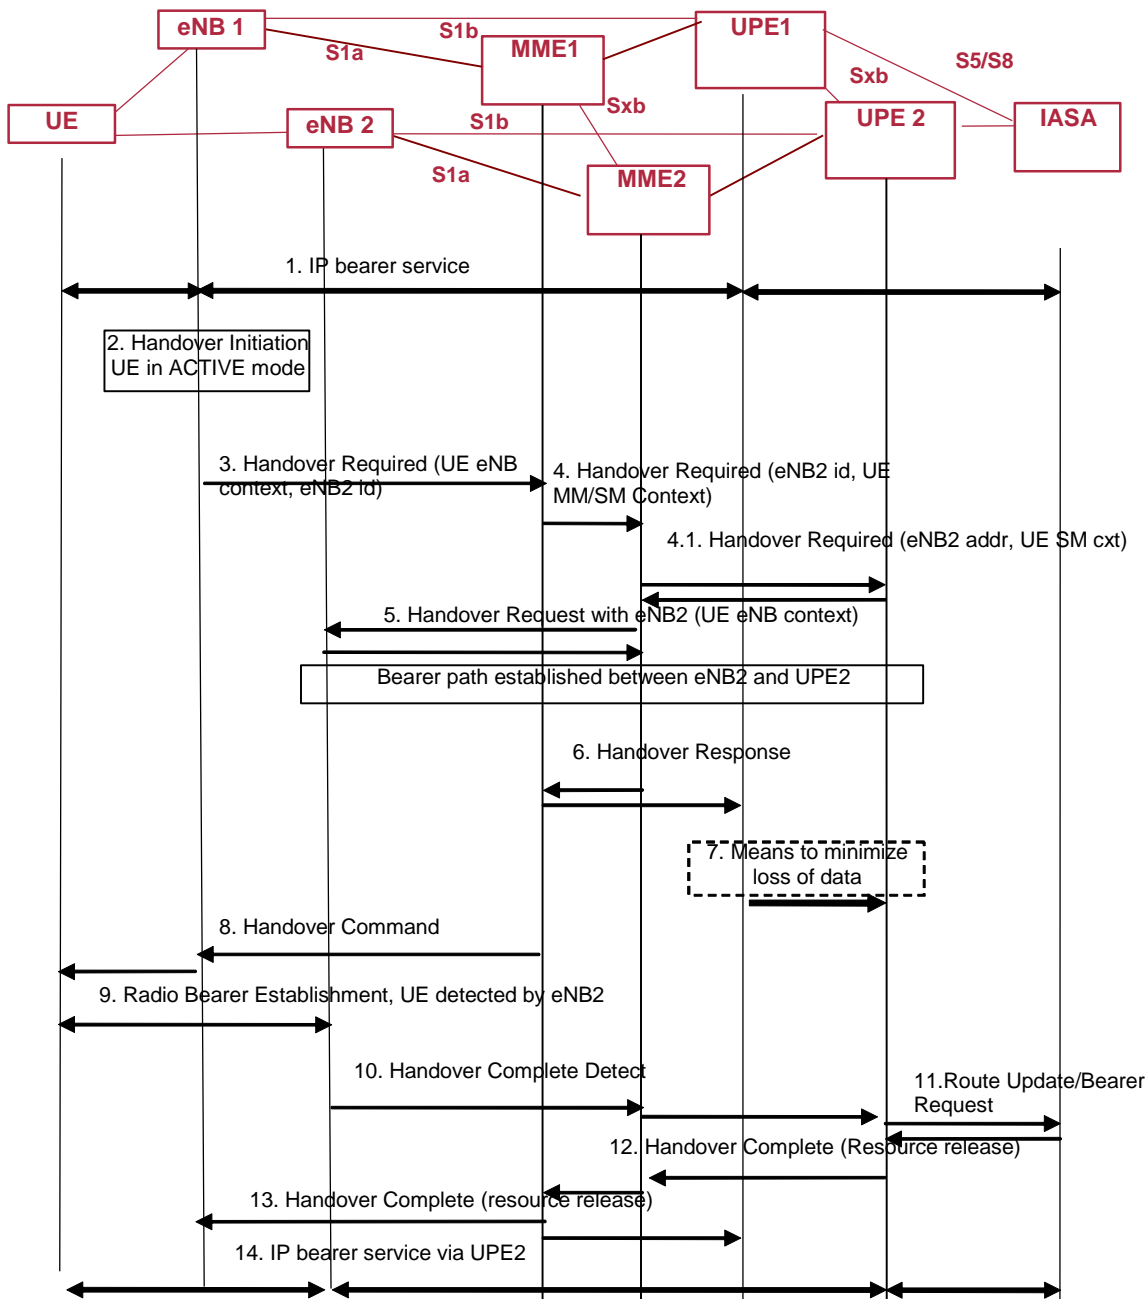 eNB 1
S1b
UPE1
S1a
MME1
S5/S8
Sxb
Sxb
UE
eNB 2
S1b
UPE 2
IASA
S1a
MME2
1. IP bearer service
2. Handover Initiation
UE in ACTIVE mode
3. Handover Required (UE eNB
context, eNB2 id)
4. Handover Required (eNB2 id, UE
MM/SM Context)
4.1. Handover Required (eNB2 addr, UE SM cxt)
5. Handover Request with eNB2 (UE eNB context)
Bearer path established between eNB2 and UPE2
6. Handover Response
7. Means to minimize
loss of data
8. Handover Command
9. Radio Bearer Establishment, UE detected by eNB2
10. Handover Complete Detect
11.Route Update/Bearer
Request
12. Handover Complete (Resource release)
13. Handover Complete (resource release)
14. IP bearer service via UPE2